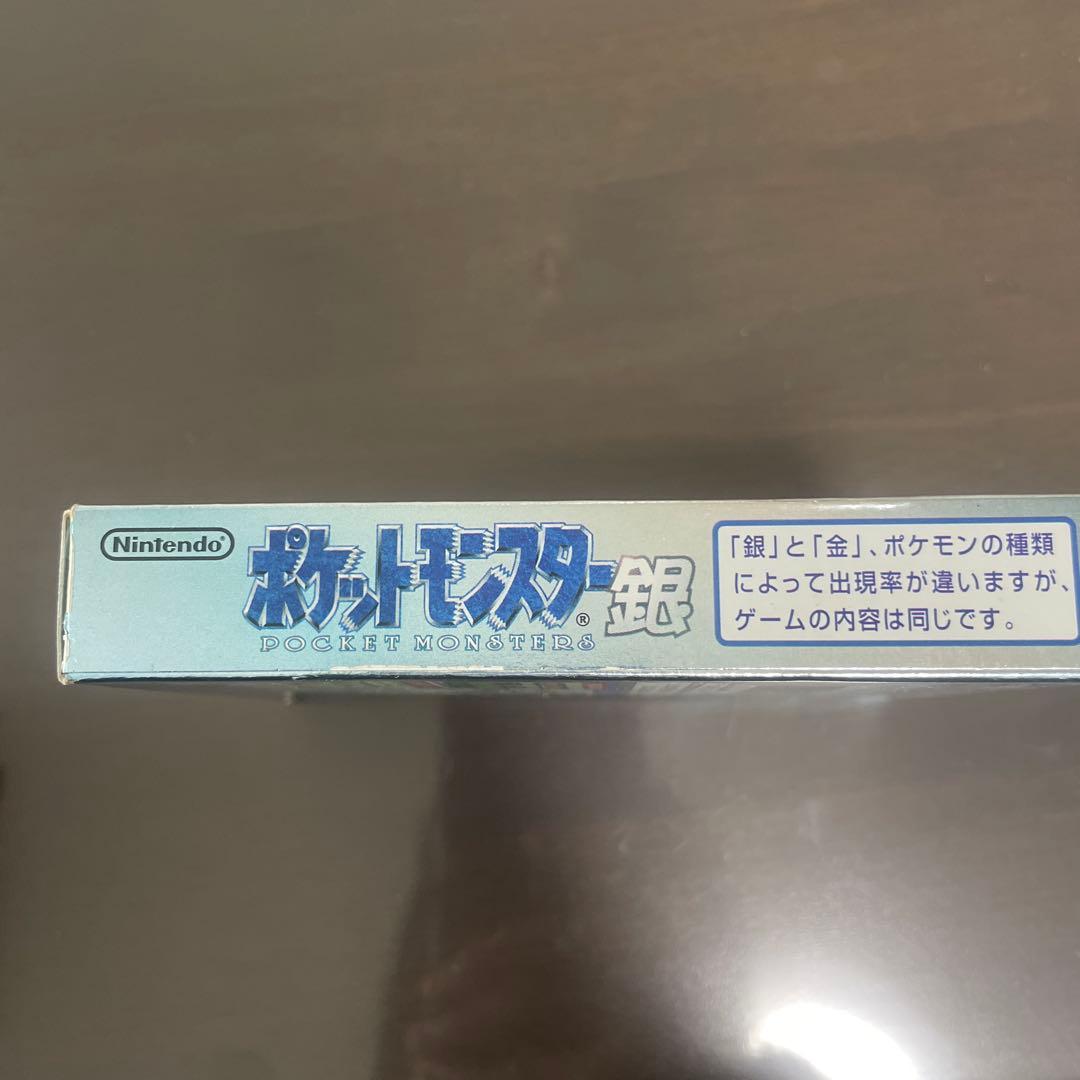 Nintendo®
ポケットモンスター銀
®
POCKET MONSTERS
「銀」と「金」、ポケモンの種類
によって出現率が違いますが、
ゲームの内容は同じです。